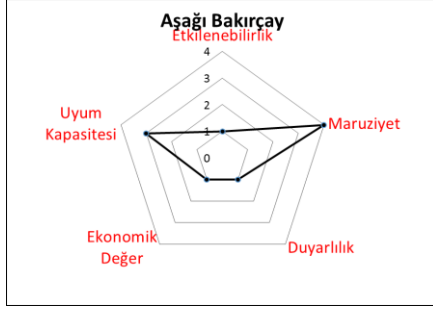 Aşağı Bakırçay
Etkilenebilirlik
4
3
2
1
0
Maruziyet
Duyarlılık
Ekonomik
Değer
Uyum
Kapasitesi